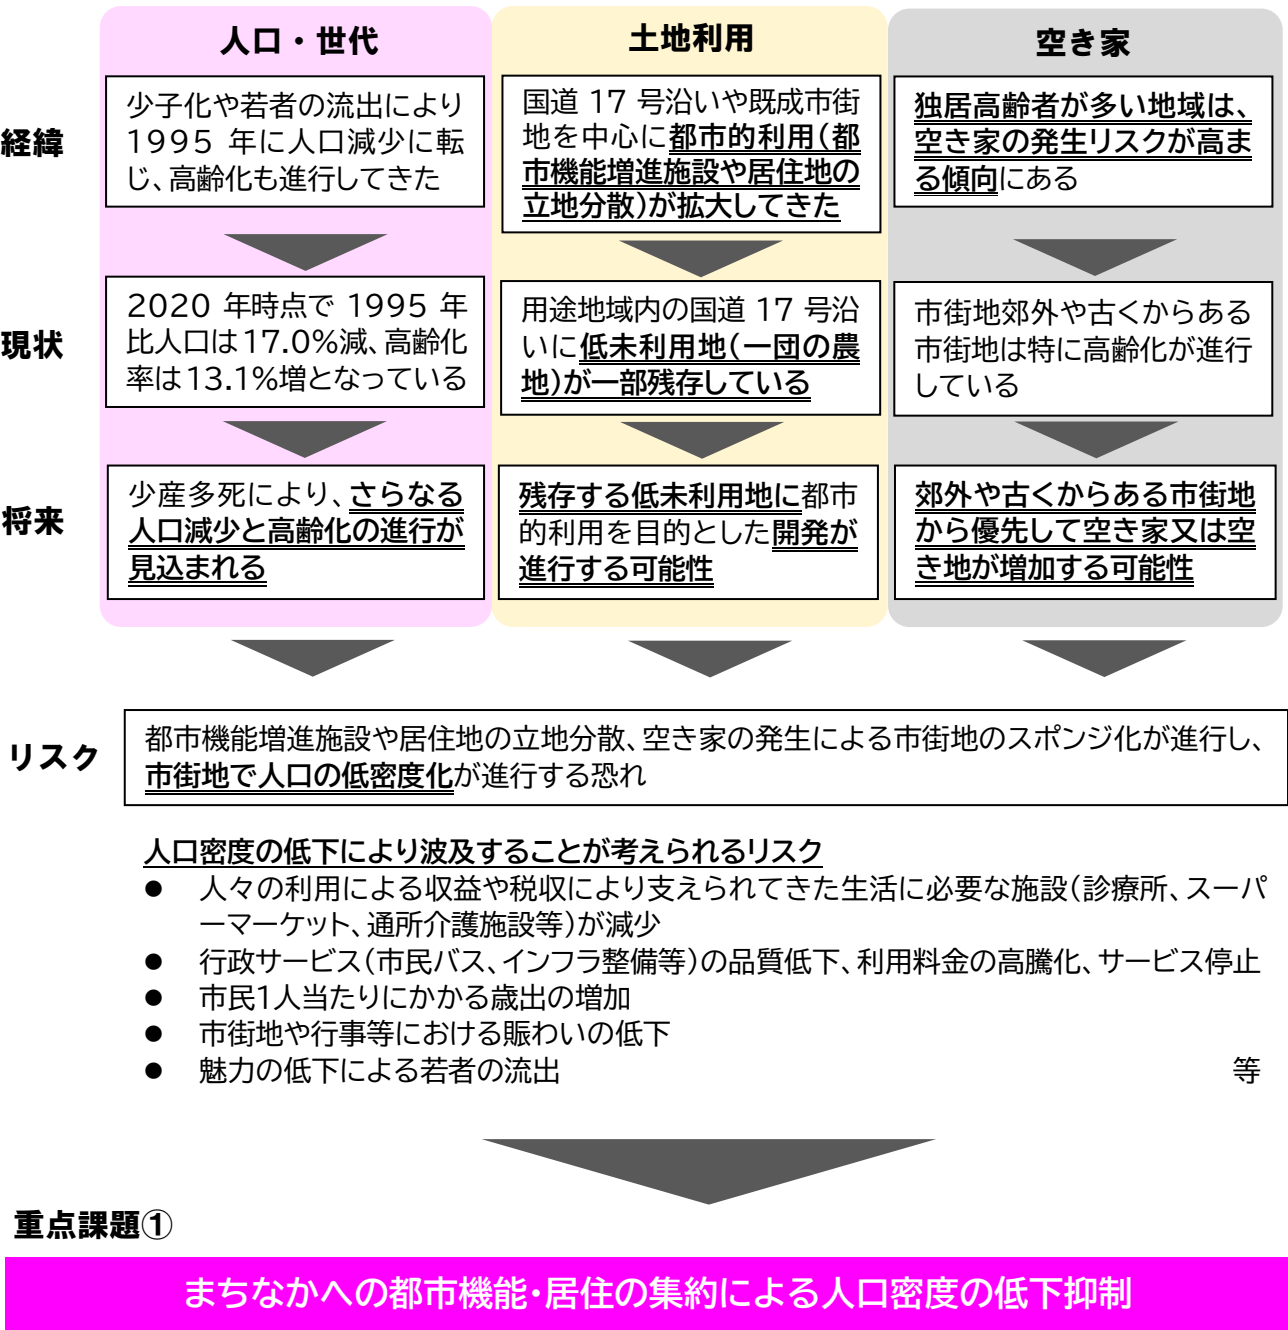 人口・世代
土地利用
空き家
経緯
少子化や若者の流出により
1995 年に人口減少に転
じ、高齢化も進行してきた
国道 17 号沿いや既成市街
地を中心に都市的利用(都
市機能増進施設や居住地の
立地分散)が拡大してきた
独居高齢者が多い地域は、
空き家の発生リスクが高ま
る傾向にある
現状
2020 年時点で 1995 年
比人口は17.0%減、高齢化
率は13.1%増となっている
用途地域内の国道 17 号沿
いに低未利用地(一団の農
地)が一部残存している
市街地郊外や古くからある
市街地は特に高齢化が進行
している
将来
少産多死により、さらなる
人口減少と高齢化の進行が
見込まれる
残存する低未利用地に都市
的利用を目的とした開発が
進行する可能性
郊外や古くからある市街地
から優先して空き家又は空
き地が増加する可能性
リスク
都市機能増進施設や居住地の立地分散、空き家の発生による市街地のスポンジ化が進行し、
市街地で人口の低密度化が進行する恐れ
人口密度の低下により波及することが考えられるリスク
● 人々の利用による収益や税収により支えられてきた生活に必要な施設(診療所、スーパ
ーマーケット、通所介護施設等)が減少
● 行政サービス(市民バス、インフラ整備等)の品質低下、利用料金の高騰化、サービス停止
● 市民1人当たりにかかる歳出の増加
● 市街地や行事等における賑わいの低下
● 魅力の低下による若者の流出 等
重点課題①
まちなかへの都市機能・居住の集約による人口密度の低下抑制